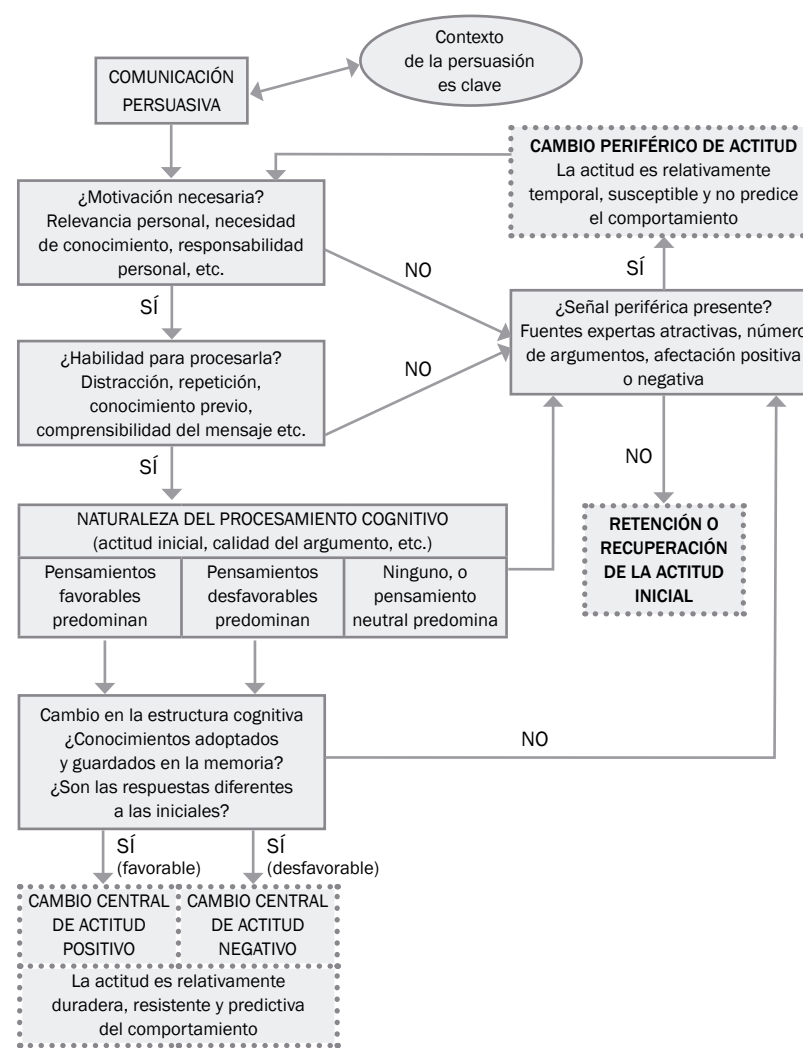 Contexto
de la persuasión
es clave
COMUNICACIÓN
PERSUASIVA
CAMBIO PERIFÉRICO DE ACTITUD
La actitud es relativamente
temporal, susceptible y no predice
el comportamiento
¿Motivación necesaria?
Relevancia personal, necesidad
de conocimiento, responsabilidad
personal, etc.
NO
SÍ
SÍ
¿Señal periférica presente?
Fuentes expertas atractivas, número
de argumentos, afectación positiva
o negativa
¿Habilidad para procesarla?
Distracción, repetición,
conocimiento previo,
comprensibilidad del mensaje etc.
NO
SÍ
NO
NATURALEZA DEL PROCESAMIENTO COGNITIVO
(actitud inicial, calidad del argumento, etc.)
Pensamientos
favorables
predominan
Pensamientos
desfavorables
predominan
Ninguno, o
pensamiento
neutral predomina
RETENCIÓN O
RECUPERACIÓN
DE LA ACTITUD
INICIAL
Cambio en la estructura cognitiva
¿Conocimientos adoptados
y guardados en la memoria?
¿Son las respuestas diferentes
a las iniciales?
NO
SÍ
(favorable)
SÍ
(desfavorable)
CAMBIO CENTRAL
DE ACTITUD
POSITIVO
CAMBIO CENTRAL
DE ACTITUD
NEGATIVO
La actitud es relativamente
duradera, resistente y predictiva
del comportamiento